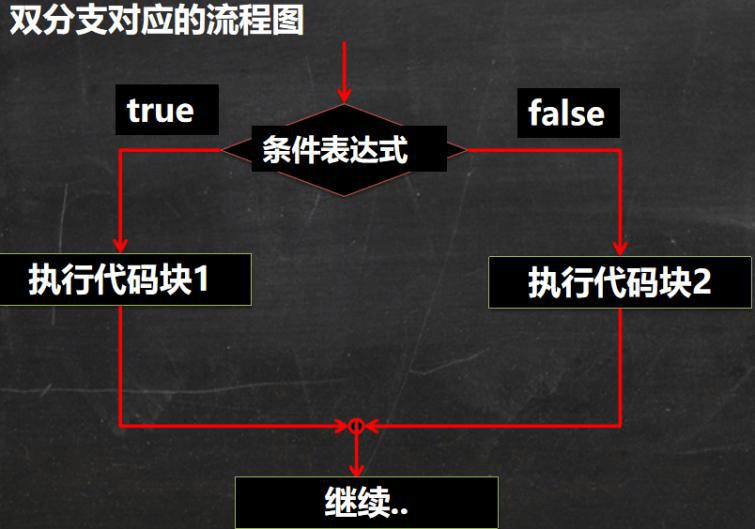 双分支对应的流程图
true
false
条件表达式
执行代码块1
执行代码块2
继续..